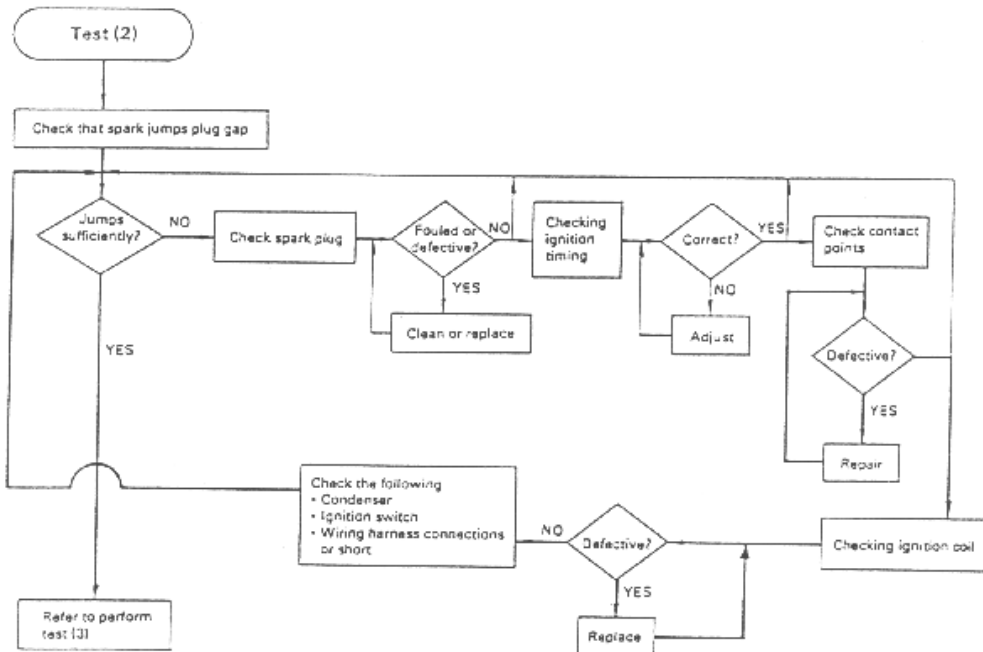 Test (2)
Check that spark jumps plug gap
Jumps
sufficiently?
NO
Check spark plug
Fouled or
defective?
NO
Checking
ignition
timing
Correct?
YES
Check contact
points
YES
Clean or replace
NO
Adjust
YES
Defective?
YES
Repair
Check the following
• Condenser
• Ignition switch
• Wiring harness connections
or short
NO
Defective?
Checking ignition coil
YES
Replace
Refer to perform
test (3)